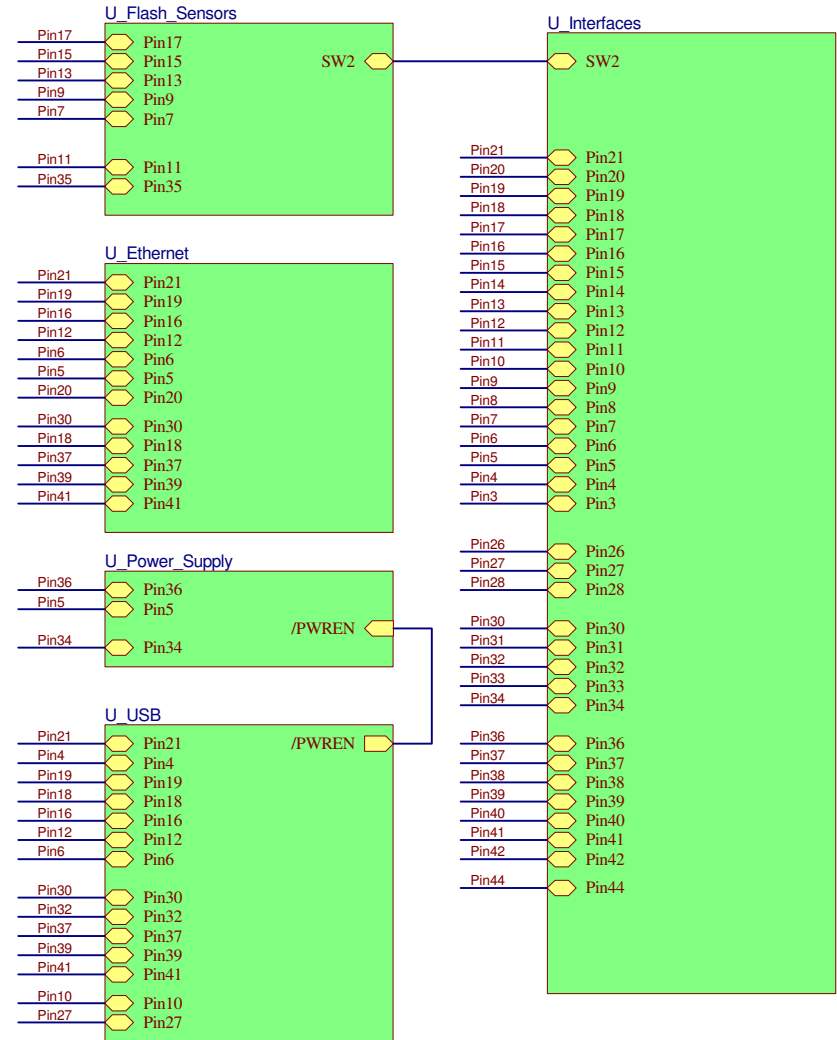 U_Flash_Sensors
Pin17 Pin17
Pin15 Pin15 SW2
Pin13 Pin13
Pin9 Pin9
Pin7 Pin7
Pin11 Pin11
Pin35 Pin35
U_Ethernet
Pin21 Pin21
Pin19 Pin19
Pin16 Pin16
Pin12 Pin12
Pin6 Pin6
Pin5 Pin5
Pin20 Pin20
Pin30 Pin30
Pin18 Pin18
Pin37 Pin37
Pin39 Pin39
Pin41 Pin41
U_Power_Supply
Pin36 Pin36
Pin5 Pin5
/PWREN
Pin34 Pin34
U_USB
Pin21 Pin21 /PWREN
Pin4 Pin4
Pin19 Pin19
Pin18 Pin18
Pin16 Pin16
Pin12 Pin12
Pin6 Pin6
Pin30 Pin30
Pin32 Pin32
Pin37 Pin37
Pin39 Pin39
Pin41 Pin41
Pin10 Pin10
Pin27 Pin27
U_Interfaces
SW2
Pin21 Pin21
Pin20 Pin20
Pin19 Pin19
Pin18 Pin18
Pin17 Pin17
Pin16 Pin16
Pin15 Pin15
Pin14 Pin14
Pin13 Pin13
Pin12 Pin12
Pin11 Pin11
Pin10 Pin10
Pin9 Pin9
Pin8 Pin8
Pin7 Pin7
Pin6 Pin6
Pin5 Pin5
Pin4 Pin4
Pin3 Pin3
Pin26 Pin26
Pin27 Pin27
Pin28 Pin28
Pin30 Pin30
Pin31 Pin31
Pin32 Pin32
Pin33 Pin33
Pin34 Pin34
Pin36 Pin36
Pin37 Pin37
Pin38 Pin38
Pin39 Pin39
Pin40 Pin40
Pin41 Pin41
Pin42 Pin42
Pin44 Pin44